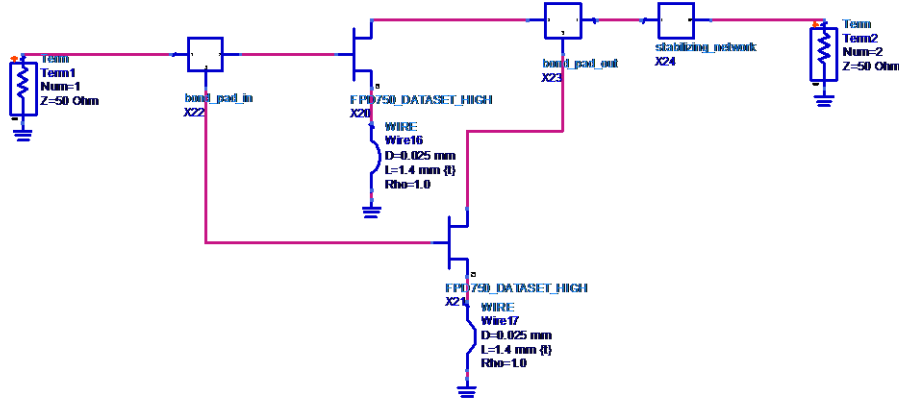 Term
Term1
Num=1
Z=50 Ohm
bond_pad_in
X22
FPD750_DATASET_HIGH
X20
WIRE
Wire16
D=0.025 mm
L=1.4 mm {t}
Rho=1.0
bond_pad_out
X23
stabilizing_network
X24
Term
Term2
Num=2
Z=50 Ohm
FPD750_DATASET_HIGH
X21
WIRE
Wire17
D=0.025 mm
L=1.4 mm {t}
Rho=1.0